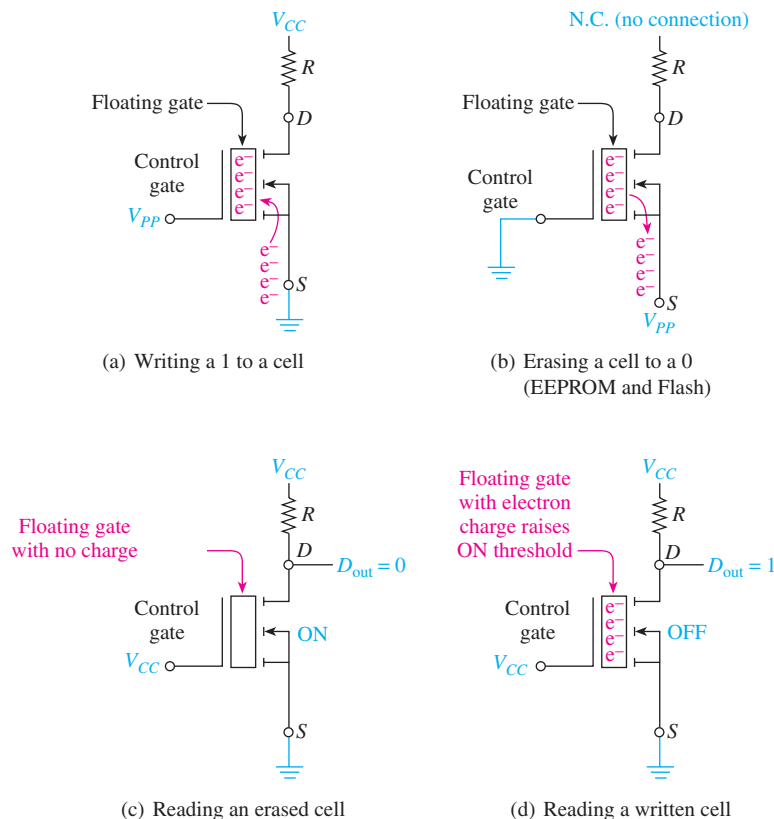 V_CC
R
Floating gate
D
Control
gate
e⁻
e⁻
e⁻
e⁻
V_PP
e⁻
e⁻
e⁻
e⁻
S
(a) Writing a 1 to a cell
N.C. (no connection)
R
Floating gate
D
Control
gate
e⁻
e⁻
e⁻
e⁻
e⁻
e⁻
e⁻
e⁻
S
V_PP
(b) Erasing a cell to a 0
(EEPROM and Flash)
V_CC
R
Floating gate
with no charge
D
D_out = 0
Control
gate
ON
V_CC
S
(c) Reading an erased cell
Floating gate
with electron
charge raises
ON threshold
V_CC
R
D
D_out = 1
Control
gate
e⁻
e⁻
e⁻
e⁻
OFF
V_CC
S
(d) Reading a written cell